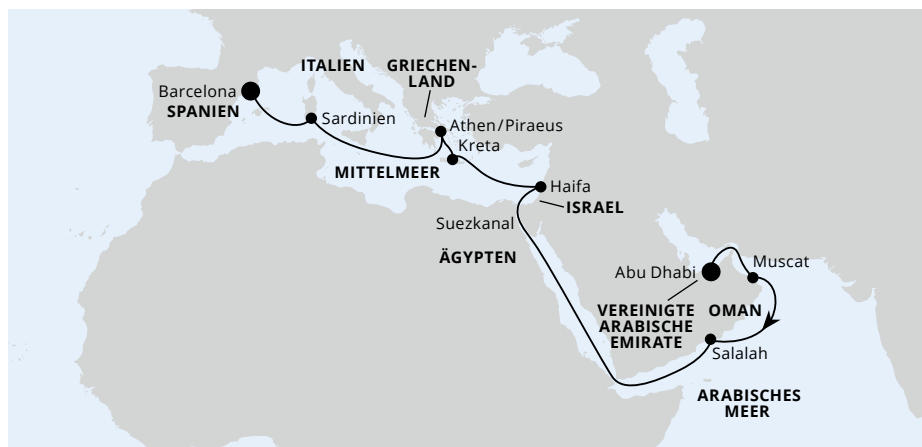 ITALIEN
GRIECHEN-
LAND
Barcelona
SPANIEN
Sardinien
Athen/Piraeus
Kreta
MITTELMEER
Haifa
ISRAEL
Suezkanal
ÄGYPTEN
Abu Dhabi
Muscat
VEREINIGTE
ARABISCHE
EMIRATE
OMAN
Salalah
ARABISCHES
MEER